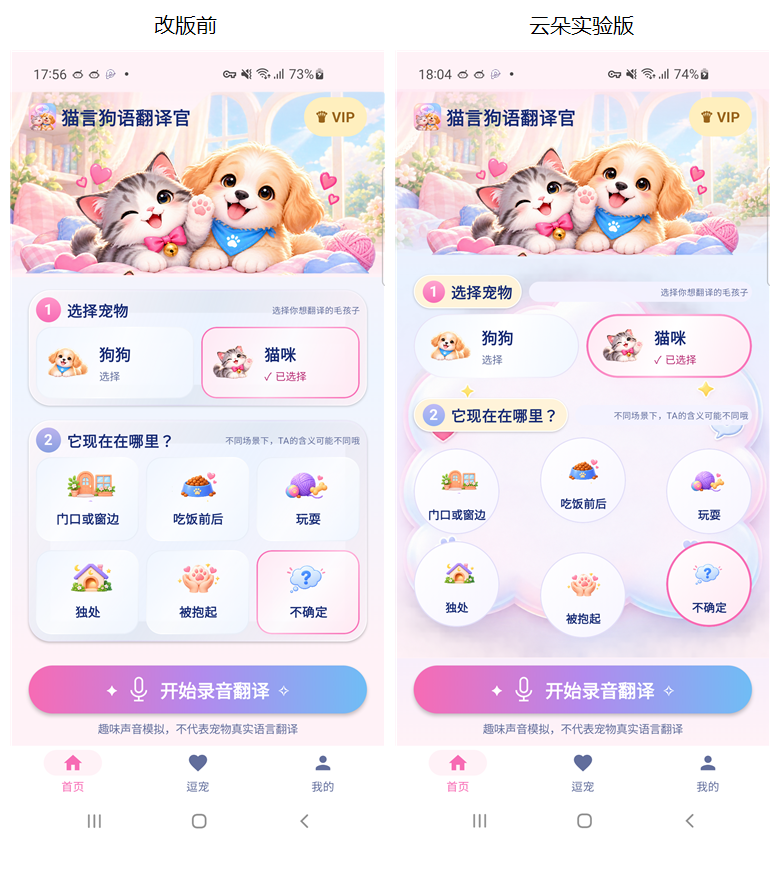 改版前
云朵实验版
17:56
73%
猫言狗语翻译官
VIP
1 选择宠物
选择你想翻译的毛孩子
狗狗
选择
猫咪
✓ 已选择
2 它现在在哪里？
不同场景下，TA的含义可能不同哦
门口或窗边
吃饭前后
玩耍
独处
被抱起
?
不确定
开始录音翻译
趣味声音模拟，不代表宠物真实语言翻译
首页
逗宠
我的
18:04
74%
猫言狗语翻译官
VIP
1 选择宠物
选择你想翻译的毛孩子
狗狗
选择
猫咪
✓ 已选择
2 它现在在哪里？
不同场景下，TA的含义可能不同哦
门口或窗边
吃饭前后
玩耍
独处
被抱起
?
不确定
开始录音翻译
趣味声音模拟，不代表宠物真实语言翻译
首页
逗宠
我的